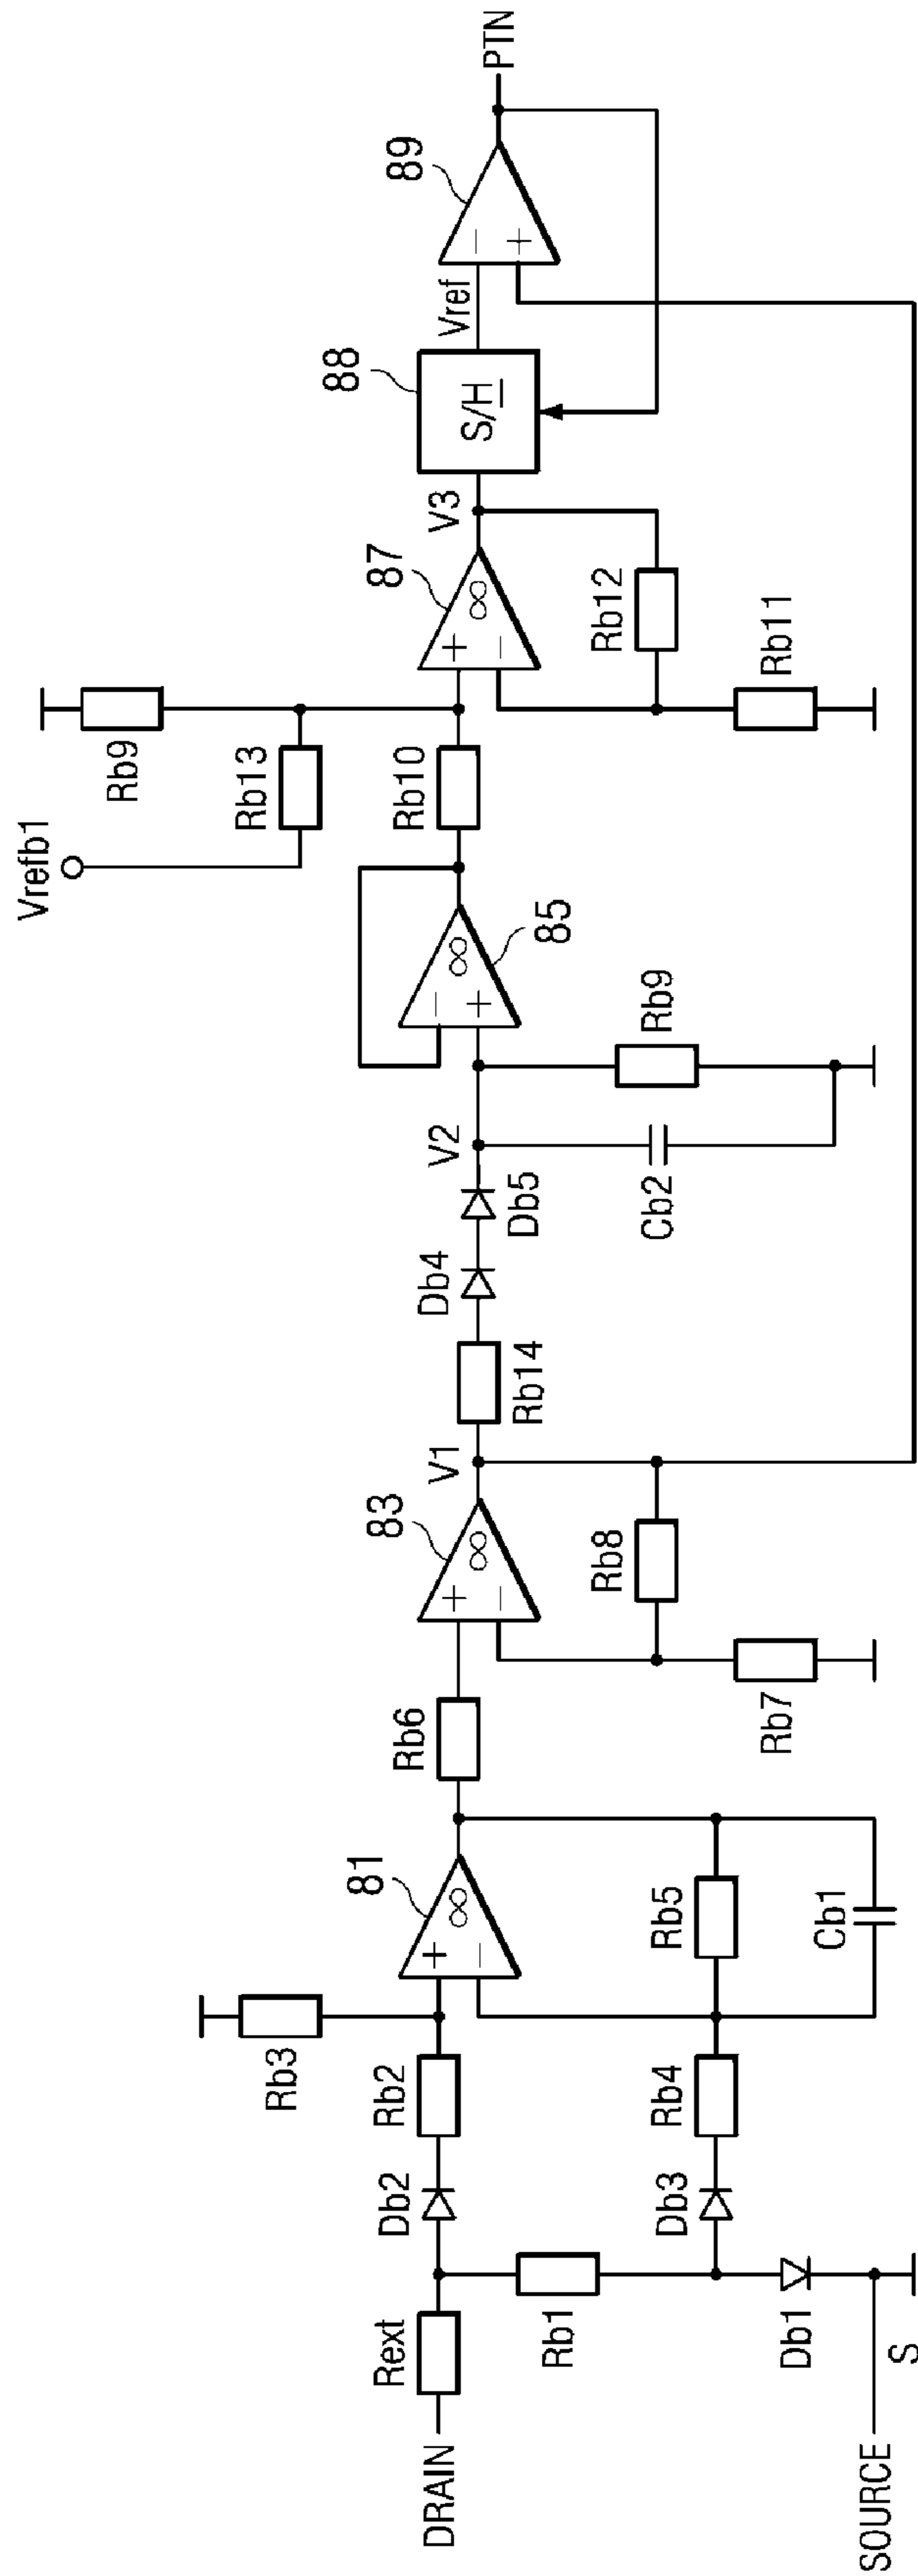 DRAIN
Rext
SOURCE
S
Rb1
Db1
Db2
Db3
Rb2
Rb4
Rb3
+
−
∞
81
Rb5
Cb1
Rb6
+
−
∞
83
Rb7
Rb8
V1
Rb14
Db4
Db5
V2
Cb2
Rb9
−
+
∞
85
Vrefb1
Rb13
Rb9
Rb10
+
−
∞
87
Rb12
Rb11
V3
88
S/H
Vref
−
+
89
PTN